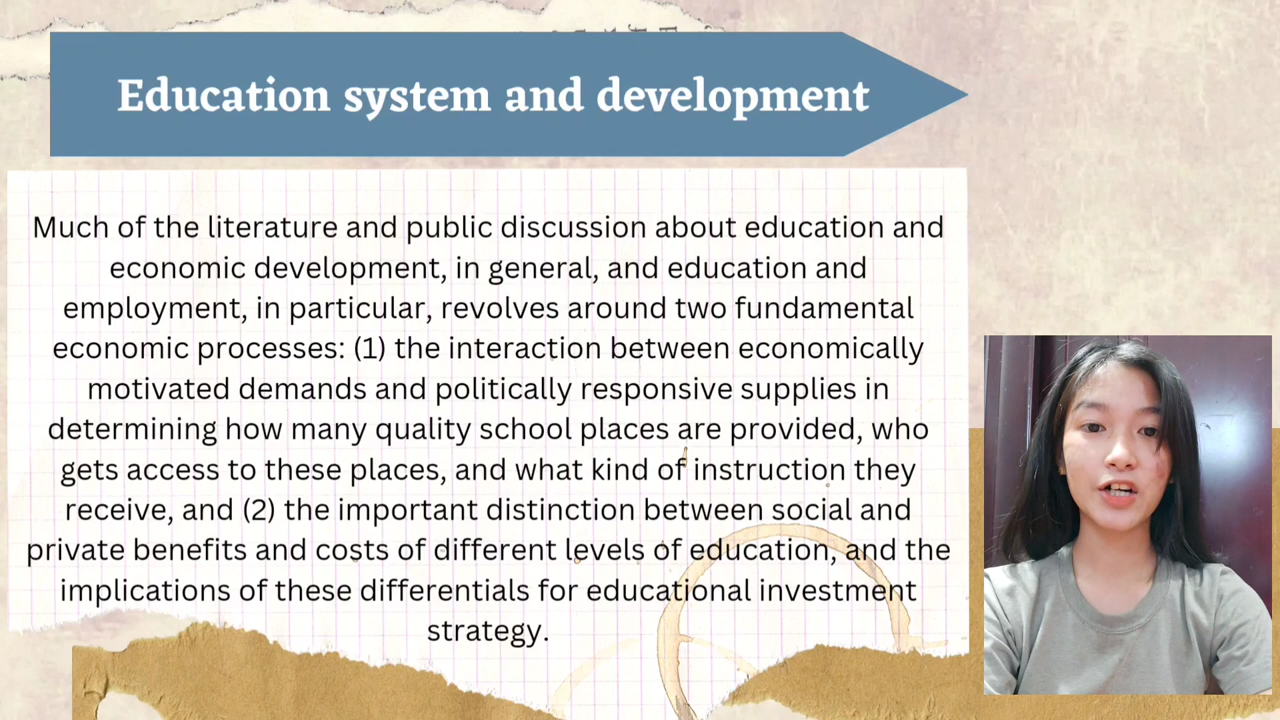 Education system and development
Much of the literature and public discussion about education and
economic development, in general, and education and
employment, in particular, revolves around two fundamental
economic processes: (1) the interaction between economically
motivated demands and politically responsive supplies in
determining how many quality school places are provided, who
gets access to these places, and what kind of instruction they
receive, and (2) the important distinction between social and
private benefits and costs of different levels of education, and the
implications of these differentials for educational investment
strategy.